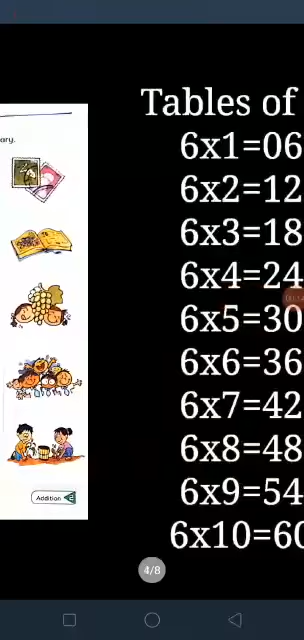 ary.
Addition
Tables of
6x1=06
6x2=12
6x3=18
6x4=24
6x5=30
6x6=36
6x7=42
6x8=48
6x9=54
6x10=60
4/8